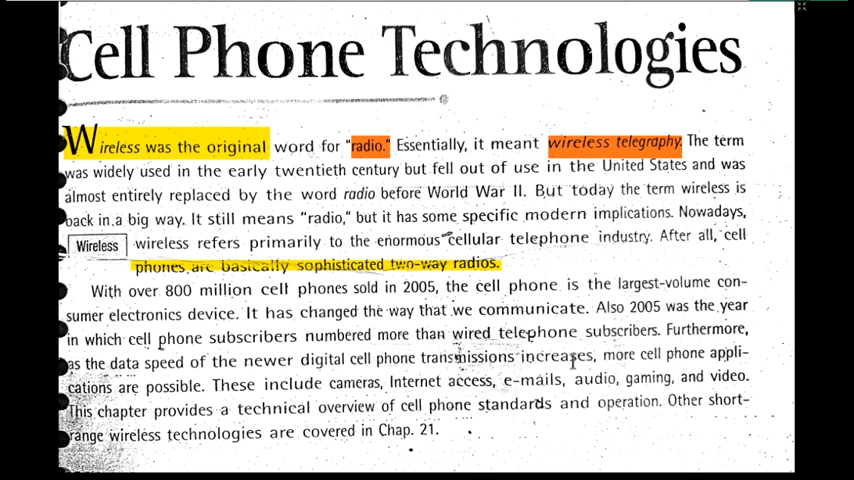 Cell Phone Technologies
Wireless was the original word for "radio." Essentially, it meant wireless telegraphy. The term
was widely used in the early twentieth century but fell out of use in the United States and was
almost entirely replaced by the word radio before World War II. But today the term wireless is
back in a big way. It still means "radio," but it has some specific modern implications. Nowadays,
Wireless
wireless refers primarily to the enormous cellular telephone industry. After all, cell
phones are basically sophisticated two-way radios.
With over 800 million cell phones sold in 2005, the cell phone is the largest-volume con-
sumer electronics device. It has changed the way that we communicate. Also 2005 was the year
in which cell phone subscribers numbered more than wired telephone subscribers. Furthermore,
as the data speed of the newer digital cell phone transmissions increases, more cell phone appli-
cations are possible. These include cameras, Internet access, e-mails, audio, gaming, and video.
This chapter provides a technical overview of cell phone standards and operation. Other short-
range wireless technologies are covered in Chap. 21.